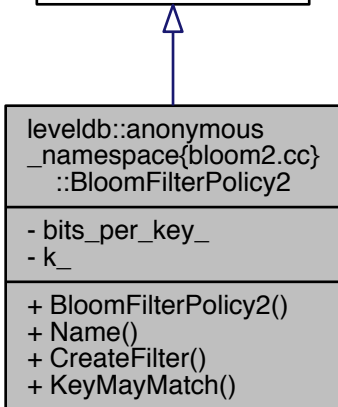 leveldb::anonymous
_namespace{bloom2.cc}
::BloomFilterPolicy2
- bits_per_key_
- k_
+ BloomFilterPolicy2()
+ Name()
+ CreateFilter()
+ KeyMayMatch()